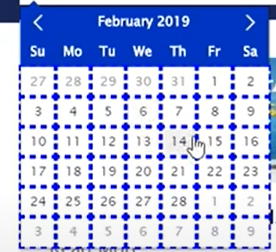 February 2019
Su Mo Tu We Th Fr Sa
27 28 29 30 31 1 2
3 4 5 6 7 8 9
10 11 12 13 14 15 16
17 18 19 20 21 22 23
24 25 26 27 28 1 2
3 4 5 6 7 8 9